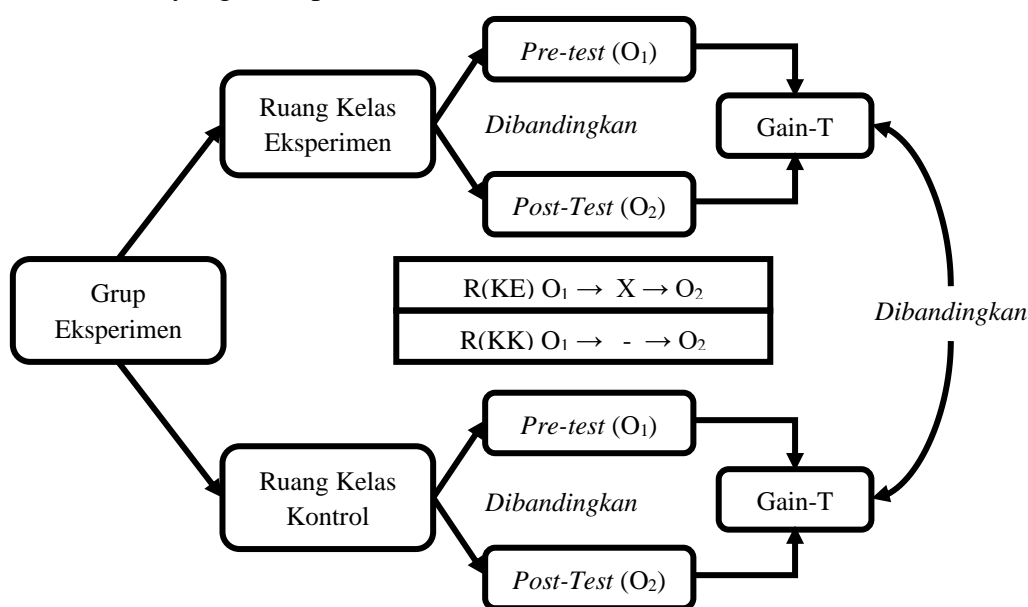 Pre-test (O₁)
Ruang Kelas
Eksperimen
Dibandingkan
Gain-T
Post-Test (O₂)
Grup
Eksperimen
R(KE) O₁ → X → O₂
R(KK) O₁ → - → O₂
Dibandingkan
Pre-test (O₁)
Ruang Kelas
Kontrol
Dibandingkan
Gain-T
Post-Test (O₂)